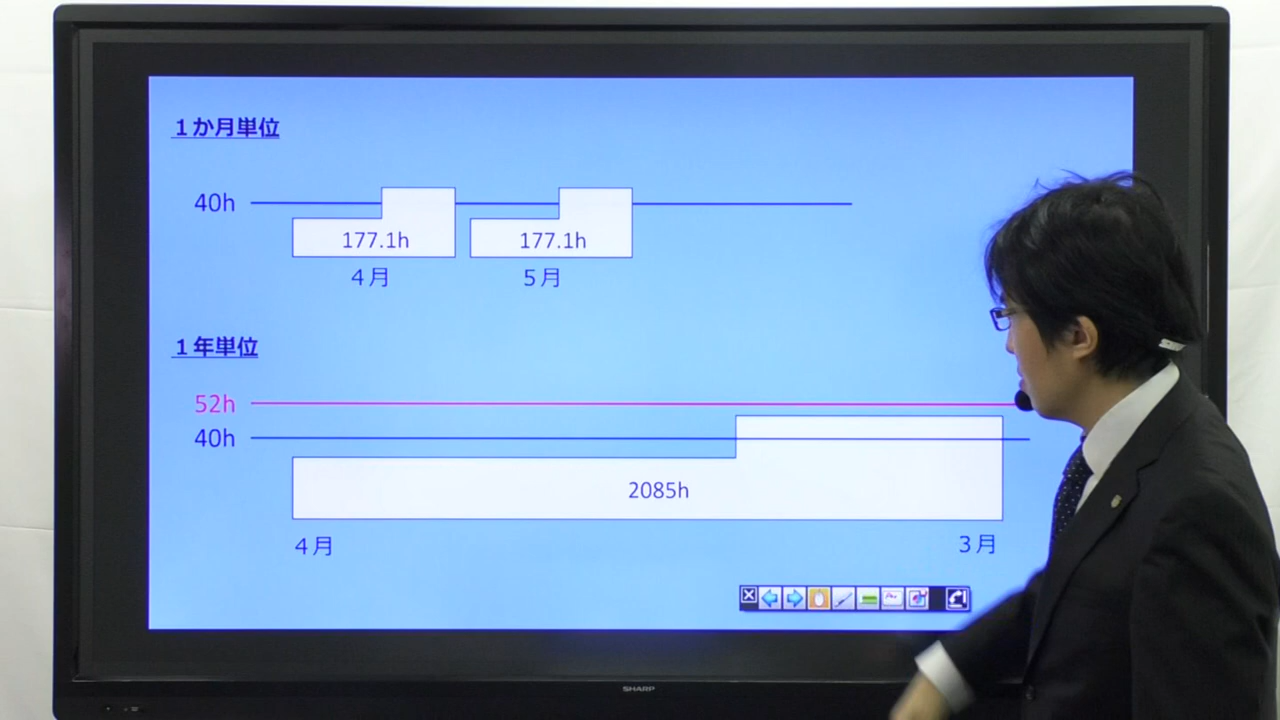 １か月単位
40h
177.1h
177.1h
４月
５月
１年単位
52h
40h
2085h
４月
３月
SHARP